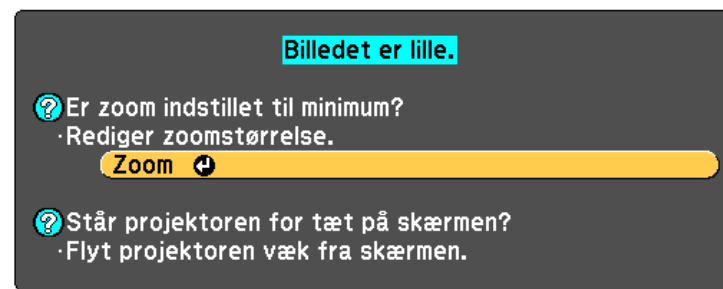 Billedet er lille.
Er zoom indstillet til minimum?
·Rediger zoomstørrelse.
Zoom
Står projektoren for tæt på skærmen?
·Flyt projektoren væk fra skærmen.